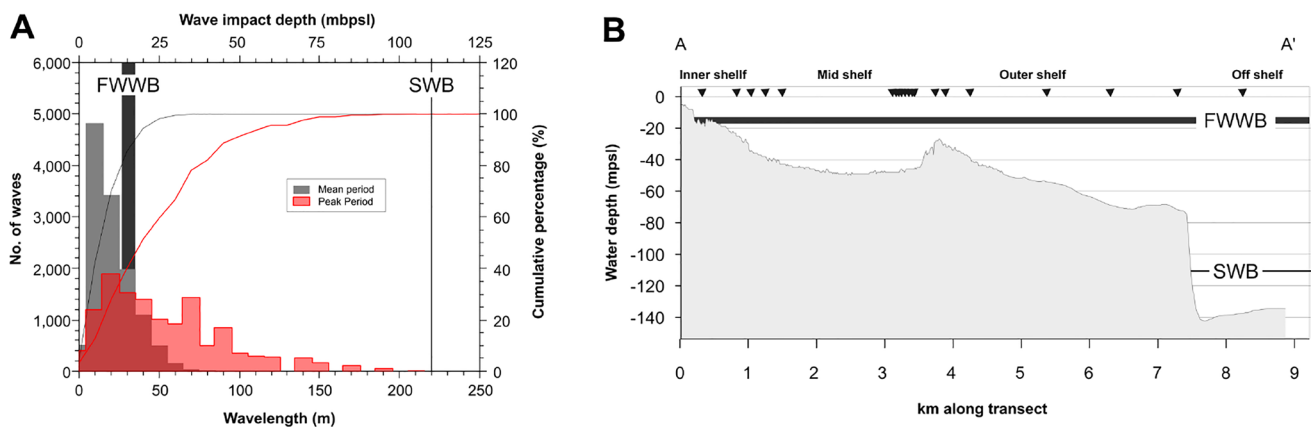 A
Wave impact depth (mbpsl)
0 25 50 75 100 125
6,000 5,000 4,000 3,000 2,000 1,000 0
No. of waves
FWWB
SWB
Mean period
Peak Period
120 100 80 60 40 20 0
Cumulative percentage (%)
0 50 100 150 200 250
Wavelength (m)
B
A A'
Inner shellf Mid shelf Outer shelf Off shelf
0 -20 -40 -60 -80 -100 -120 -140
Water depth (mpsl)
FWWB
SWB
0 1 2 3 4 5 6 7 8 9
km along transect